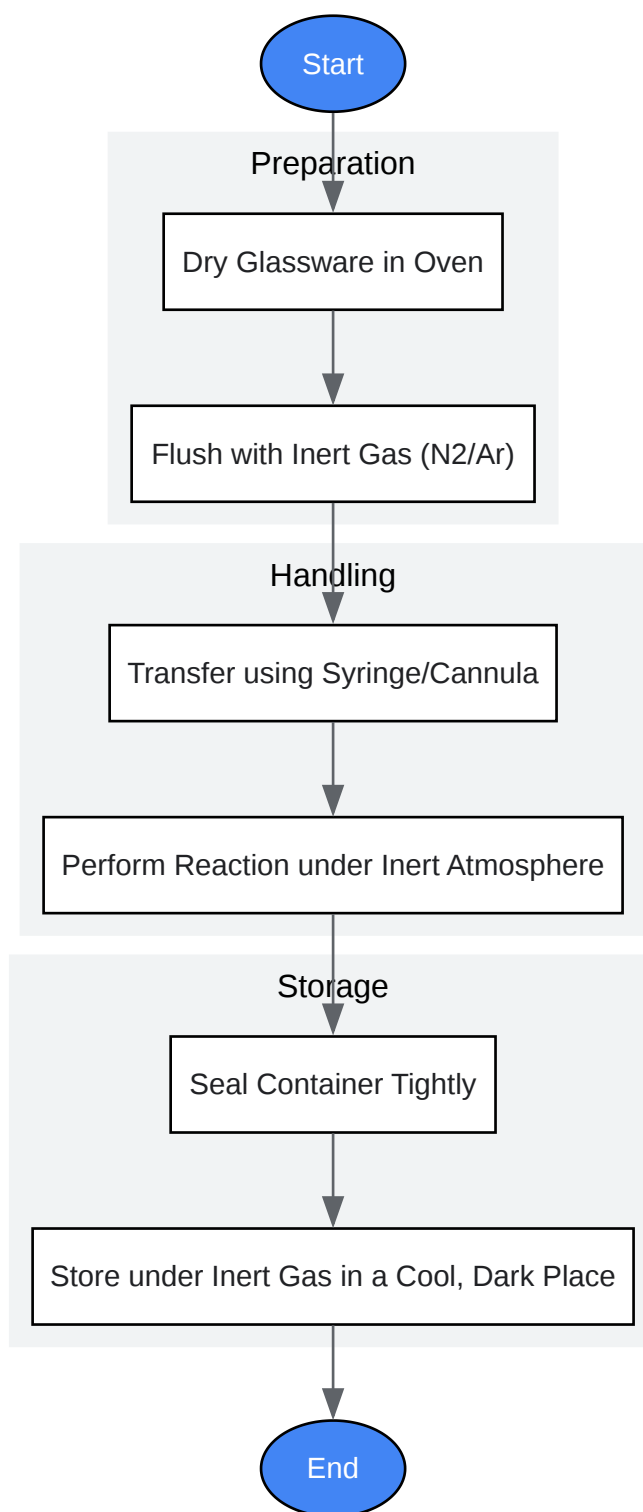 Start
Preparation
Dry Glassware in Oven
Flush with Inert Gas (N2/Ar)
Handling
Transfer using Syringe/Cannula
Perform Reaction under Inert Atmosphere
Storage
Seal Container Tightly
Store under Inert Gas in a Cool, Dark Place
End